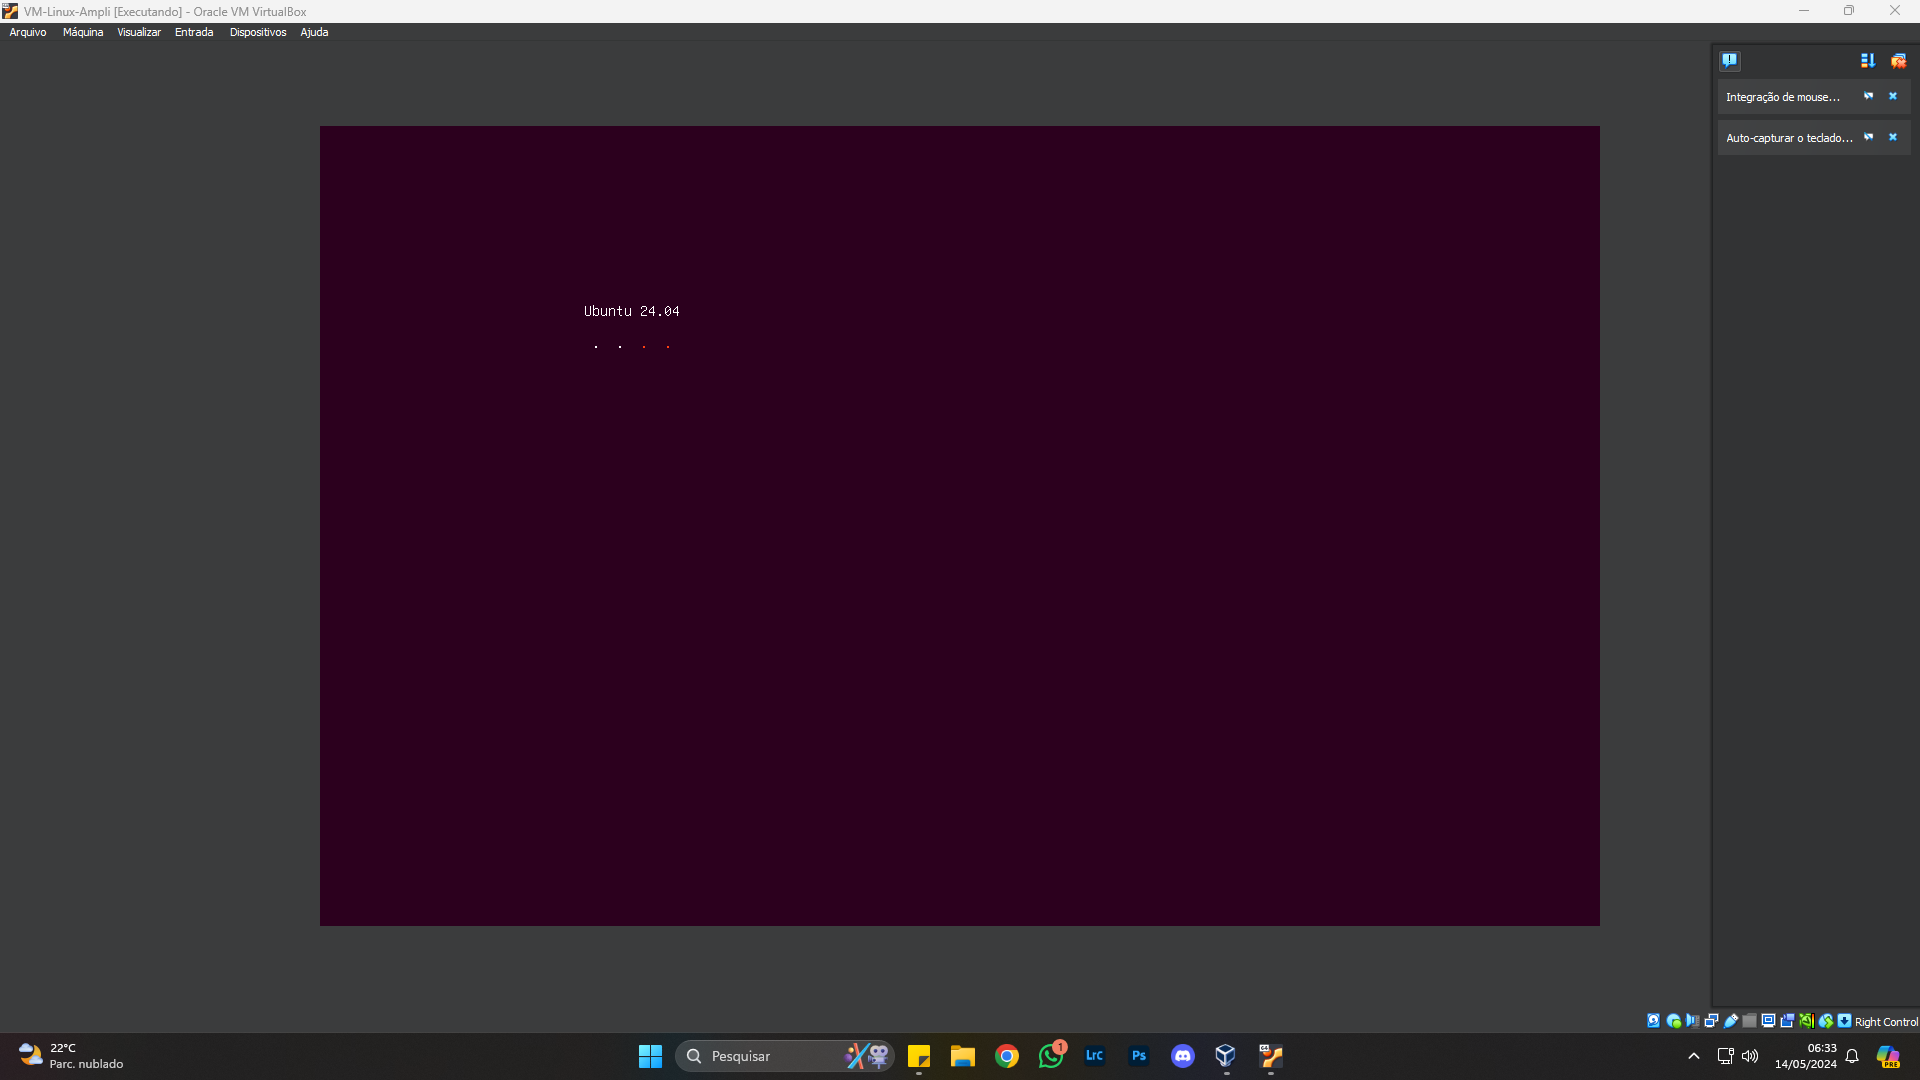 VM-Linux-Ampli [Executando] - Oracle VM VirtualBox
Arquivo Máquina Visualizar Entrada Dispositivos Ajuda
Integração de mouse...
Auto-capturar o teclado...
Ubuntu 24.04
Right Control
22°C
Parc. nublado
Pesquisar
1
LrC
Ps
06:33
14/05/2024
PRE